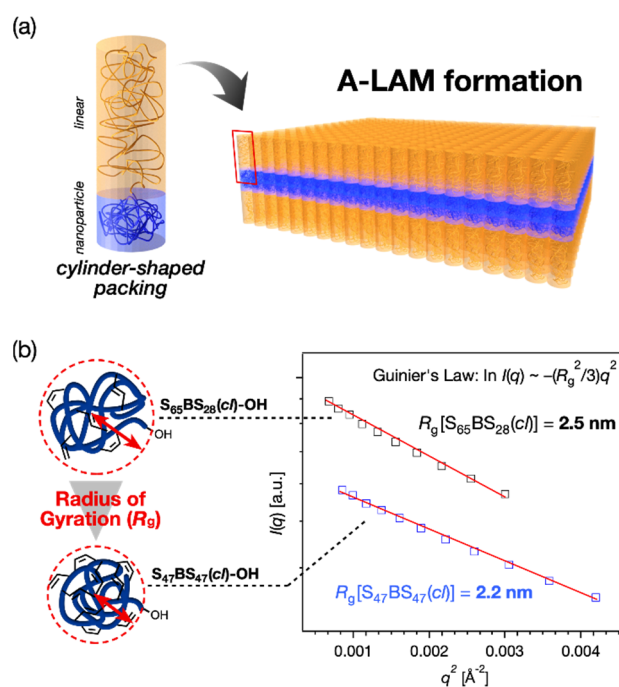 (a)
A-LAM formation
linear
nanoparticle
cylinder-shaped
packing
(b)
S₆₅BS₂₈(cl)-OH
OH
Radius of
Gyration (Rg)
S₄₇BS₄₇(cl)-OH
OH
Guinier's Law: ln I(q) ~ -(Rg²/3)q²
Rg[S₆₅BS₂₈(cl)] = 2.5 nm
Rg[S₄₇BS₄₇(cl)] = 2.2 nm
I(q) [a.u.]
0.001 0.002 0.003 0.004
q² [Å⁻²]